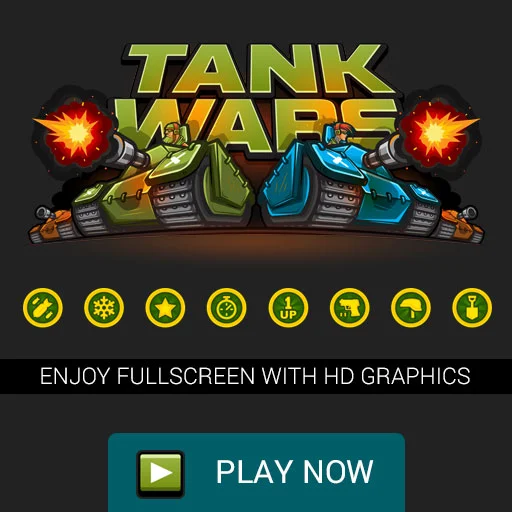 TANK
WARS
1
UP
ENJOY FULLSCREEN WITH HD GRAPHICS
PLAY NOW